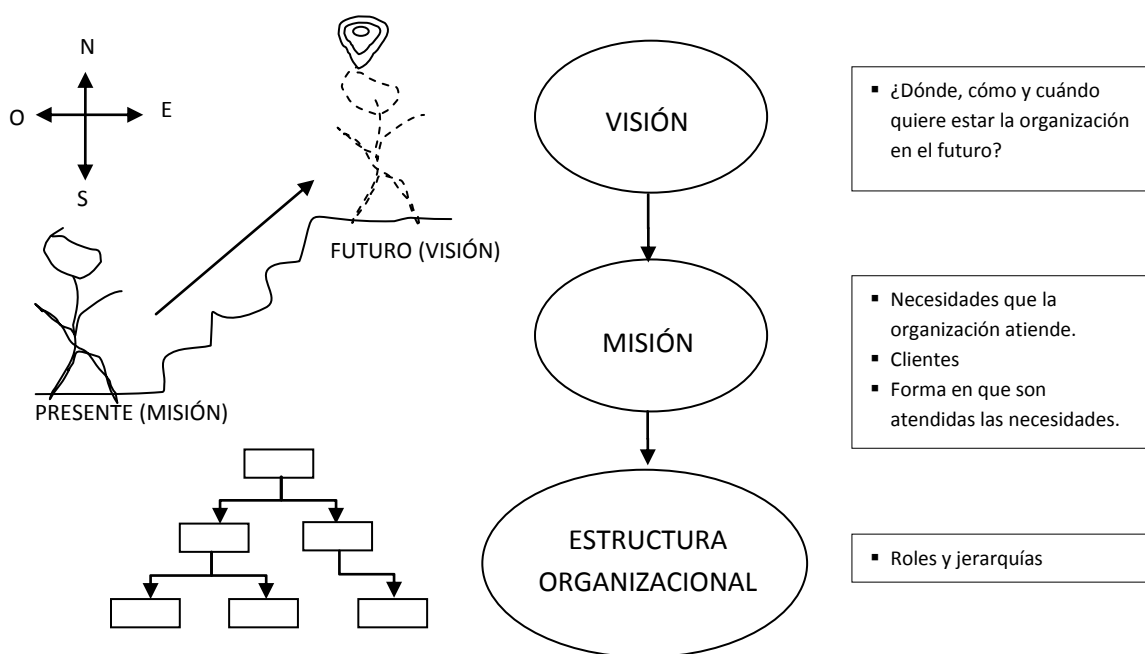 N
O
E
S
FUTURO (VISIÓN)
PRESENTE (MISIÓN)
VISIÓN
▪ ¿Dónde, cómo y cuándo
quiere estar la organización
en el futuro?
MISIÓN
▪ Necesidades que la
organización atiende.
▪ Clientes
▪ Forma en que son
atendidas las necesidades.
ESTRUCTURA
ORGANIZACIONAL
▪ Roles y jerarquías